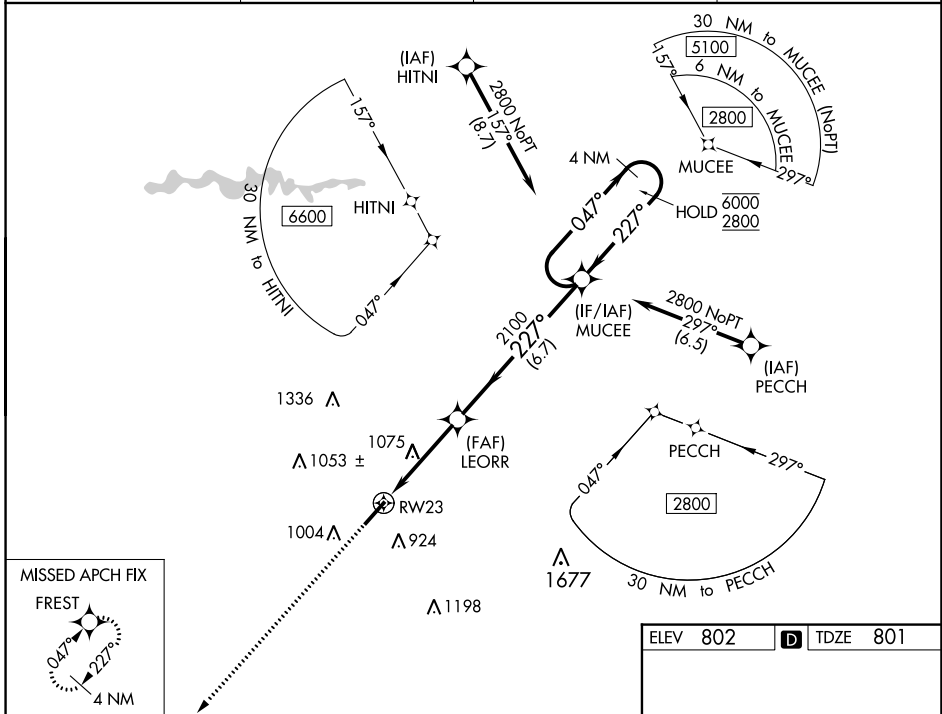 (IAF)
HITNI
2800 NoPT
157°
(8.7)
30 NM to MUCEE (NoPT)
5100
157°
6 NM to MUCEE
2800
MUCEE
297°
157°
HITNI
6600
30 NM to HITNI
047°
4 NM
047°
227°
HOLD 6000
2800
(IF/IAF)
MUCEE
2100
227°
(6.7)
2800 NoPT
297°
(6.5)
(IAF)
PECCH
1336
1075
1053 ±
(FAF)
LEORR
RW23
1004
924
1198
1677
PECCH
047°
297°
2800
30 NM to PECCH
MISSED APCH FIX
FREST
047°
227°
4 NM
ELEV 802 D TDZE 801